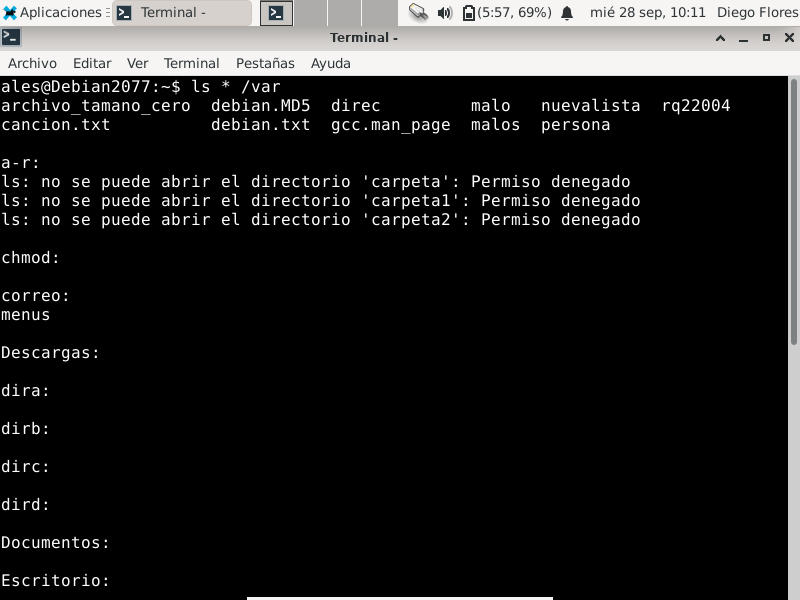 Aplicaciones
Terminal -
(5:57, 69%)
mié 28 sep, 10:11
Diego Flores
Terminal -
Archivo Editar Ver Terminal Pestañas Ayuda
ales@Debian2077:~$ ls * /var
archivo_tamano_cero debian.MD5 direc malo nuevalista rq22004
cancion.txt debian.txt gcc.man_page malos persona
a-r:
ls: no se puede abrir el directorio 'carpeta': Permiso denegado
ls: no se puede abrir el directorio 'carpeta1': Permiso denegado
ls: no se puede abrir el directorio 'carpeta2': Permiso denegado
chmod:
correo:
menus
Descargas:
dira:
dirb:
dirc:
dird:
Documentos:
Escritorio: